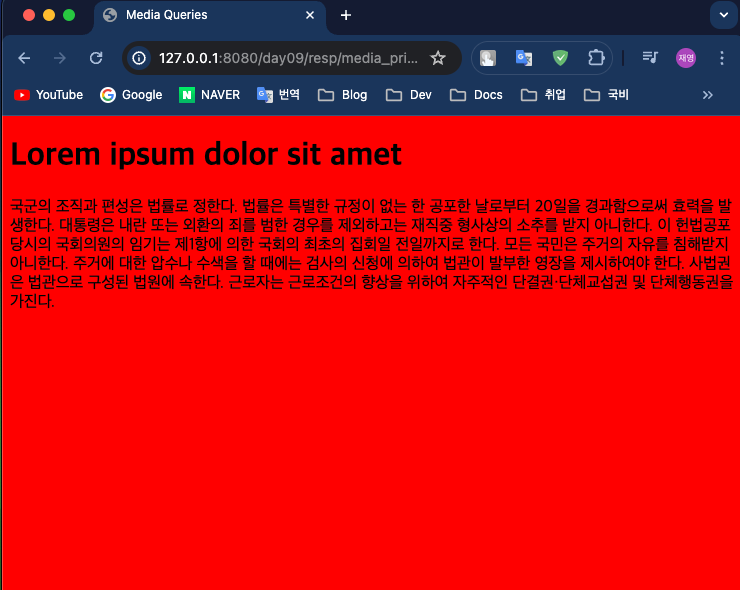 Media Queries
127.0.0.1:8080/day09/resp/media_pri...
재영
YouTube Google NAVER 번역 Blog Dev Docs 취업 국비
Lorem ipsum dolor sit amet
국군의 조직과 편성은 법률로 정한다. 법률은 특별한 규정이 없는 한 공포한 날로부터 20일을 경과함으로써 효력을 발
생한다. 대통령은 내란 또는 외환의 죄를 범한 경우를 제외하고는 재직중 형사상의 소추를 받지 아니한다. 이 헌법공포
당시의 국회의원의 임기는 제1항에 의한 국회의 최초의 집회일 전일까지로 한다. 모든 국민은 주거의 자유를 침해받지
아니한다. 주거에 대한 압수나 수색을 할 때에는 검사의 신청에 의하여 법관이 발부한 영장을 제시하여야 한다. 사법권
은 법관으로 구성된 법원에 속한다. 근로자는 근로조건의 향상을 위하여 자주적인 단결권·단체교섭권 및 단체행동권을
가진다.